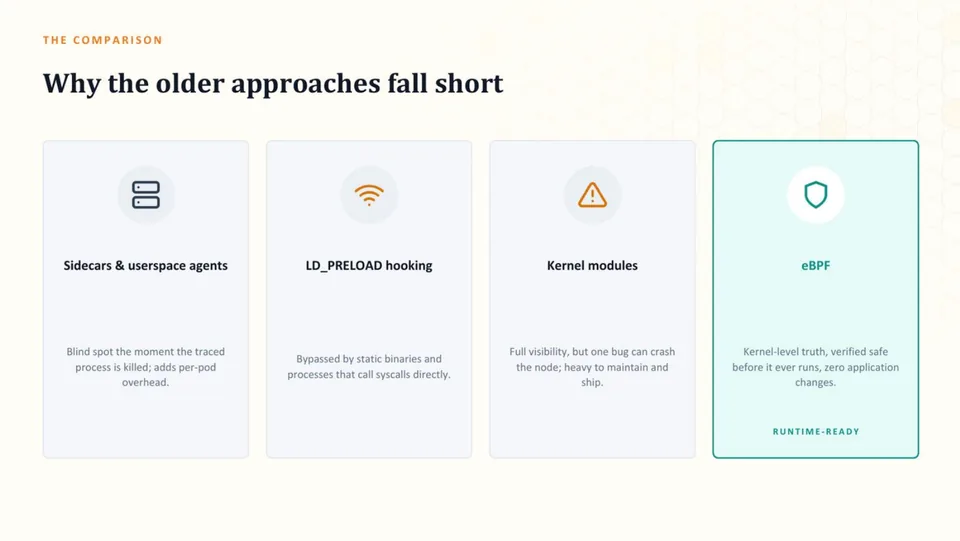 THE COMPARISON
Why the older approaches fall short
Sidecars & userspace agents
Blind spot the moment the traced
process is killed; adds per-pod
overhead.
LD_PRELOAD hooking
Bypassed by static binaries and
processes that call syscalls directly.
Kernel modules
Full visibility, but one bug can crash
the node; heavy to maintain and
ship.
eBPF
Kernel-level truth, verified safe
before it ever runs, zero application
changes.
RUNTIME-READY